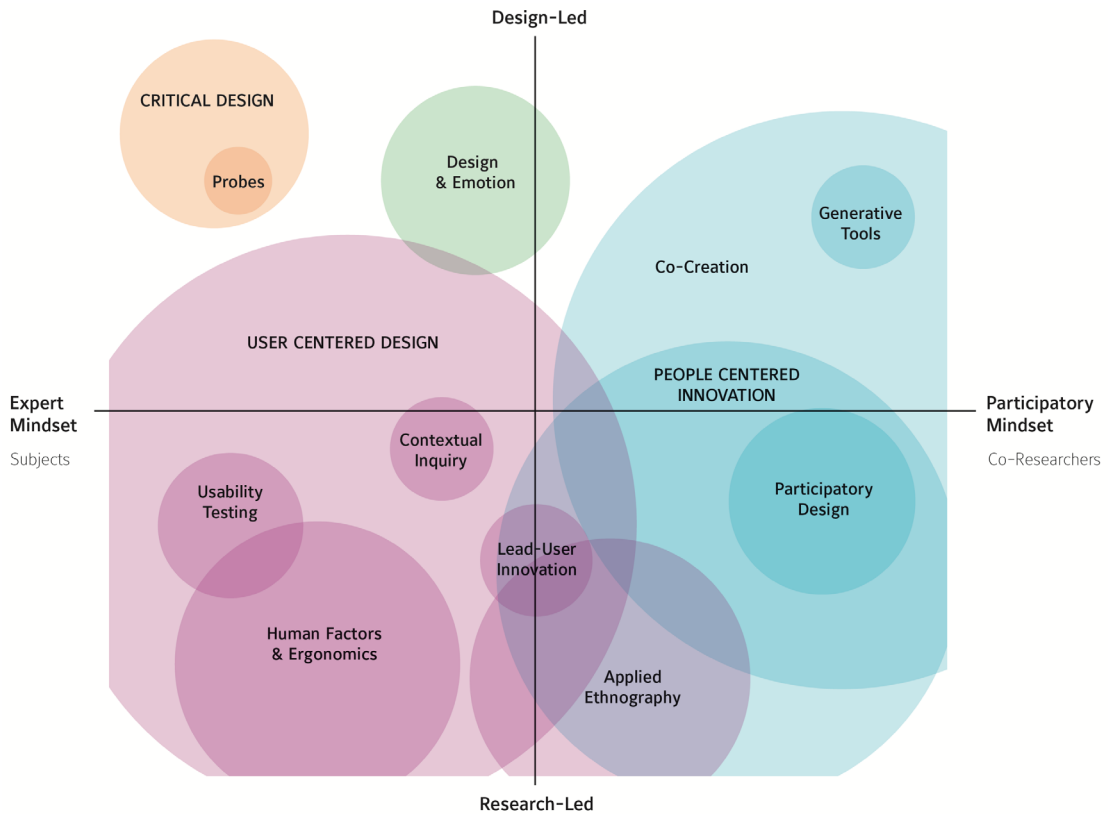 Design-Led
CRITICAL DESIGN
Probes
Design
& Emotion
Generative
Tools
Co-Creation
USER CENTERED DESIGN
PEOPLE CENTERED
INNOVATION
Expert
Mindset
Subjects
Participatory
Mindset
Co-Researchers
Contextual
Inquiry
Usability
Testing
Participatory
Design
Lead-User
Innovation
Human Factors
& Ergonomics
Applied
Ethnography
Research-Led